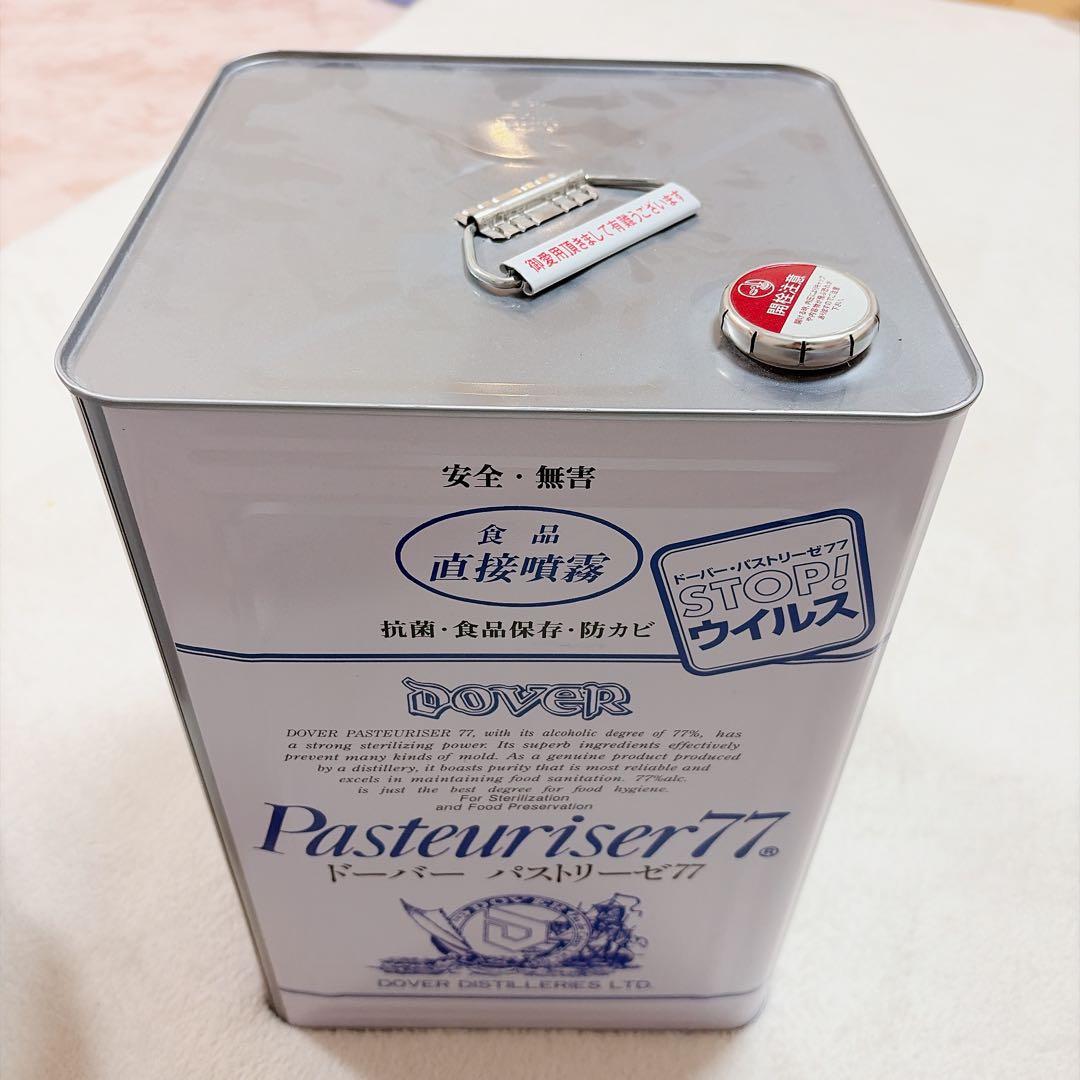 御愛用頂きまして有難うございます
開栓注意
安全・無害
食品
直接噴霧
抗菌・食品保存・防カビ
ドーバー・パストリーゼ77
STOP!
ウイルス
DOVER
DOVER PASTEURISER 77, with its alcoholic degree of 77%, has
a strong sterilizing power. Its superb ingredients effectively
prevent many kinds of mold. As a genuine product produced
by a distillery, it boasts purity that is most reliable and
excels in maintaining food sanitation. 77%alc.
is just the best degree for food hygiene.
For Sterilization
and Food Preservation
Pasteuriser77®
ドーバー パストリーゼ77
DOVER
D
DOVER DISTILLERIES LTD.